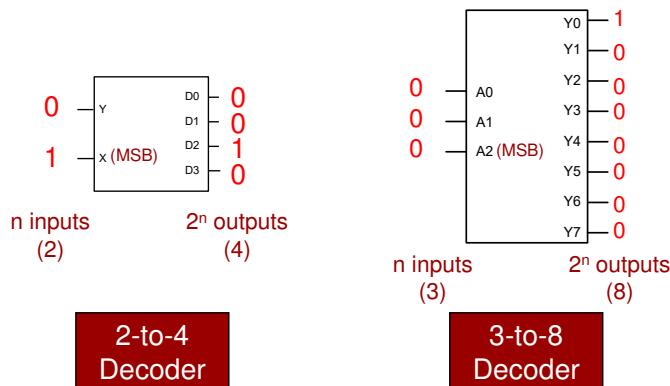 0 Y
1 X (MSB)
D0 0
D1 0
D2 1
D3 0
n inputs
(2)
2ⁿ outputs
(4)
2-to-4
Decoder
0 A0
0 A1
0 A2 (MSB)
Y0 1
Y1 0
Y2 0
Y3 0
Y4 0
Y5 0
Y6 0
Y7 0
n inputs
(3)
2ⁿ outputs
(8)
3-to-8
Decoder